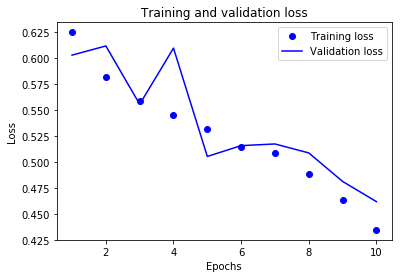 Training and validation loss
Training loss
Validation loss
Loss
0.625
0.600
0.575
0.550
0.525
0.500
0.475
0.450
0.425
2 4 6 8 10
Epochs